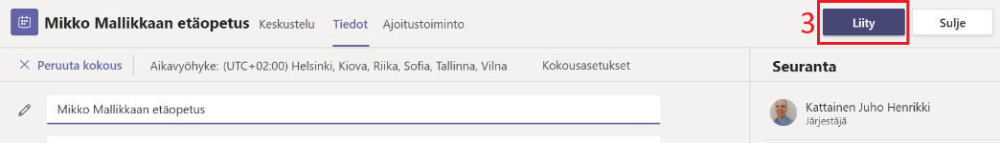 Mikko Mallikkaan etäopetus Keskustelu Tiedot Ajoitustoiminto 3 Liity Sulje
Peruuta kokous Aikavyöhyke: (UTC+02:00) Helsinki, Kiova, Riika, Sofia, Tallinna, Vilna Kokousasetukset Seuranta
Mikko Mallikkaan etäopetus
Kattainen Juho Henrikki
Järjestäjä